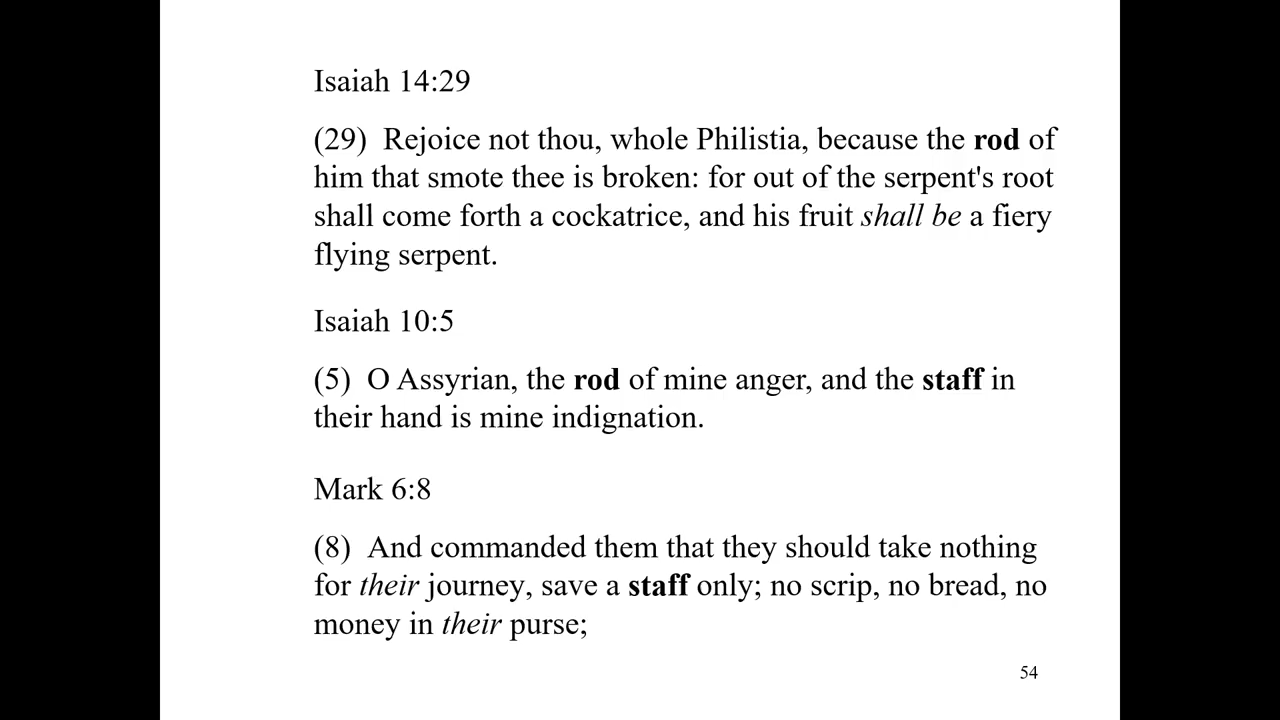 Isaiah 14:29
(29)  Rejoice not thou, whole Philistia, because the rod of
him that smote thee is broken: for out of the serpent's root
shall come forth a cockatrice, and his fruit shall be a fiery
flying serpent.
Isaiah 10:5
(5)  O Assyrian, the rod of mine anger, and the staff in
their hand is mine indignation.
Mark 6:8
(8)  And commanded them that they should take nothing
for their journey, save a staff only; no scrip, no bread, no
money in their purse;
54